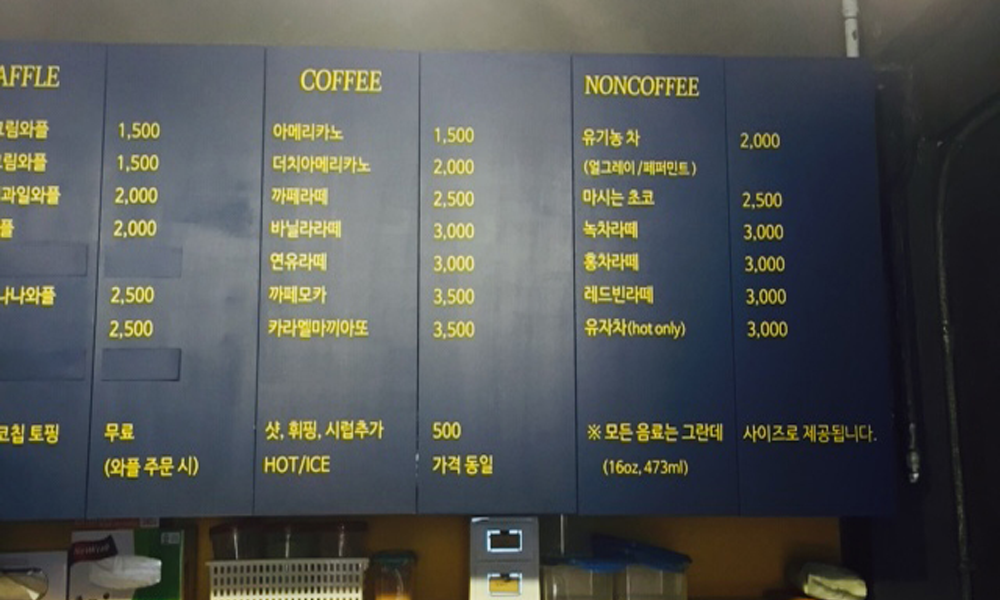 AFFLE
크림와플 1,500
크림와플 1,500
과일와플 2,000
플 2,000
나나와플 2,500
2,500
코칩 토핑 무료
(와플 주문 시)
COFFEE
아메리카노 1,500
더치아메리카노 2,000
까페라떼 2,500
바닐라라떼 3,000
연유라떼 3,000
까페모카 3,500
카라멜마끼아또 3,500
샷, 휘핑, 시럽추가 500
HOT/ICE 가격 동일
NONCOFFEE
유기농 차 2,000
(얼그레이/페퍼민트)
마시는 초코 2,500
녹차라떼 3,000
홍차라떼 3,000
레드빈라떼 3,000
유자차(hot only) 3,000
※ 모든 음료는 그란데 사이즈로 제공됩니다.
(16oz, 473ml)